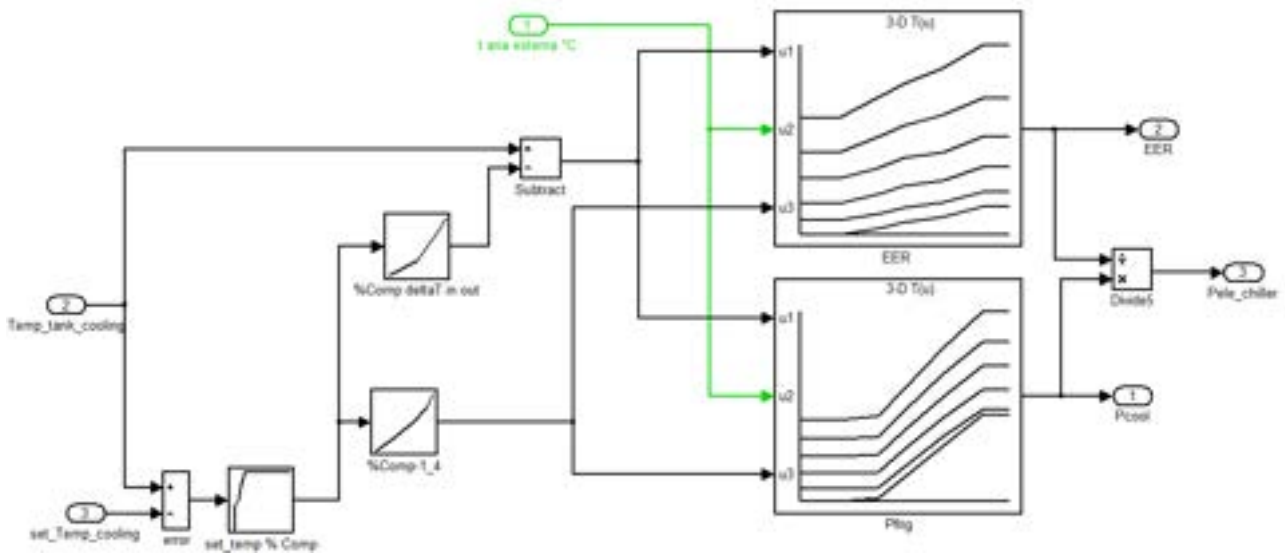 1
t aria esterna °C
3-D T(u)
u1
u2
u3
EER
2
EER
+
−
Subtract
%Comp deltaT in out
2
Temp_tank_cooling
3-D T(u)
u1
u2
u3
Pfrig
÷
×
Divide5
3
Pele_chiller
1
Pcool
%Comp 1_4
+
−
error
3
set_Temp_cooling
set_temp % Comp